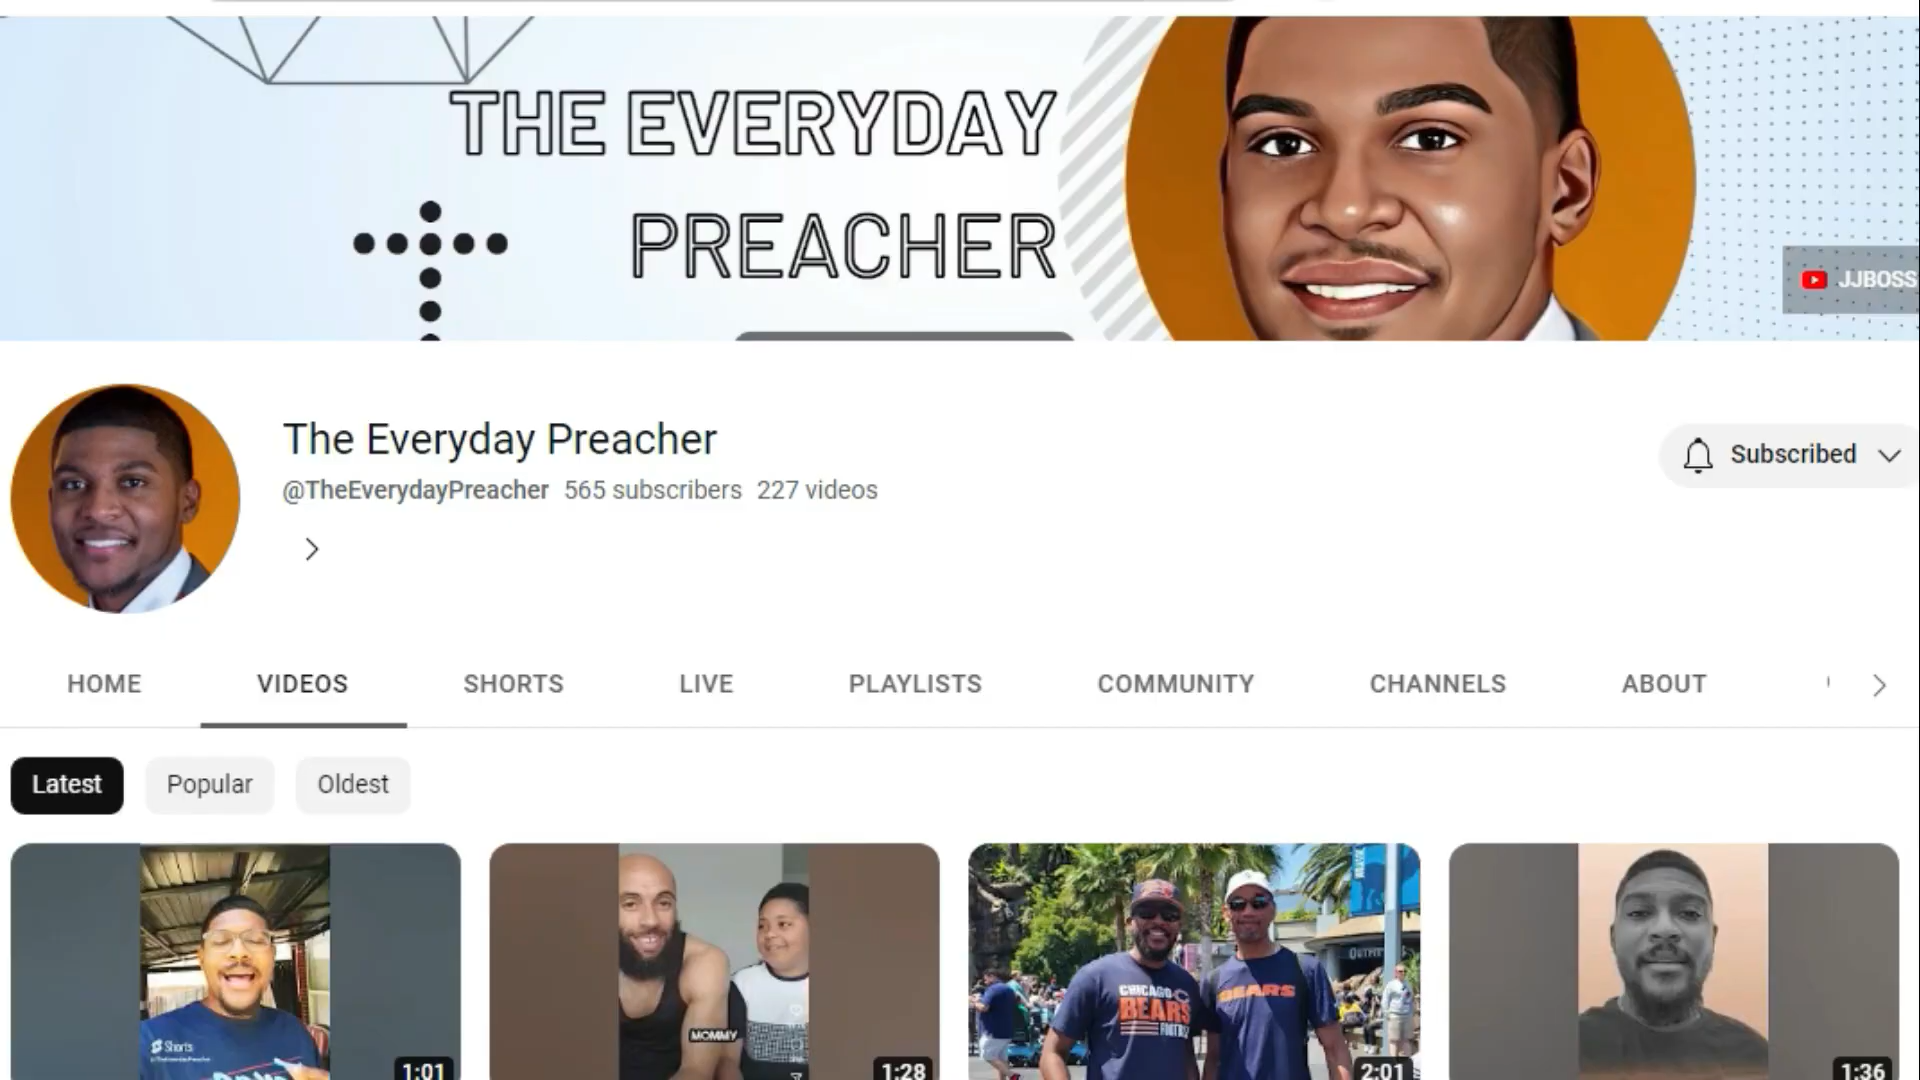 THE EVERYDAY
PREACHER
JJBOSS
The Everyday Preacher
@TheEverydayPreacher 565 subscribers 227 videos
Subscribed
HOME VIDEOS SHORTS LIVE PLAYLISTS COMMUNITY CHANNELS ABOUT
Latest Popular Oldest
Shorts
MOMMY
CHICAGO
BEARS
BEARS
1:01 1:28 2:01 1:36